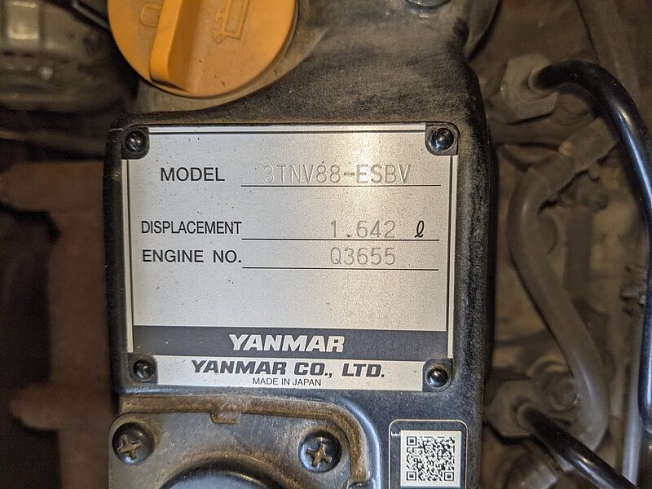 MODEL 3TNV88-ESBV
DISPLACEMENT 1.642 ℓ
ENGINE NO. Q3655
YANMAR
YANMAR CO., LTD.
MADE IN JAPAN